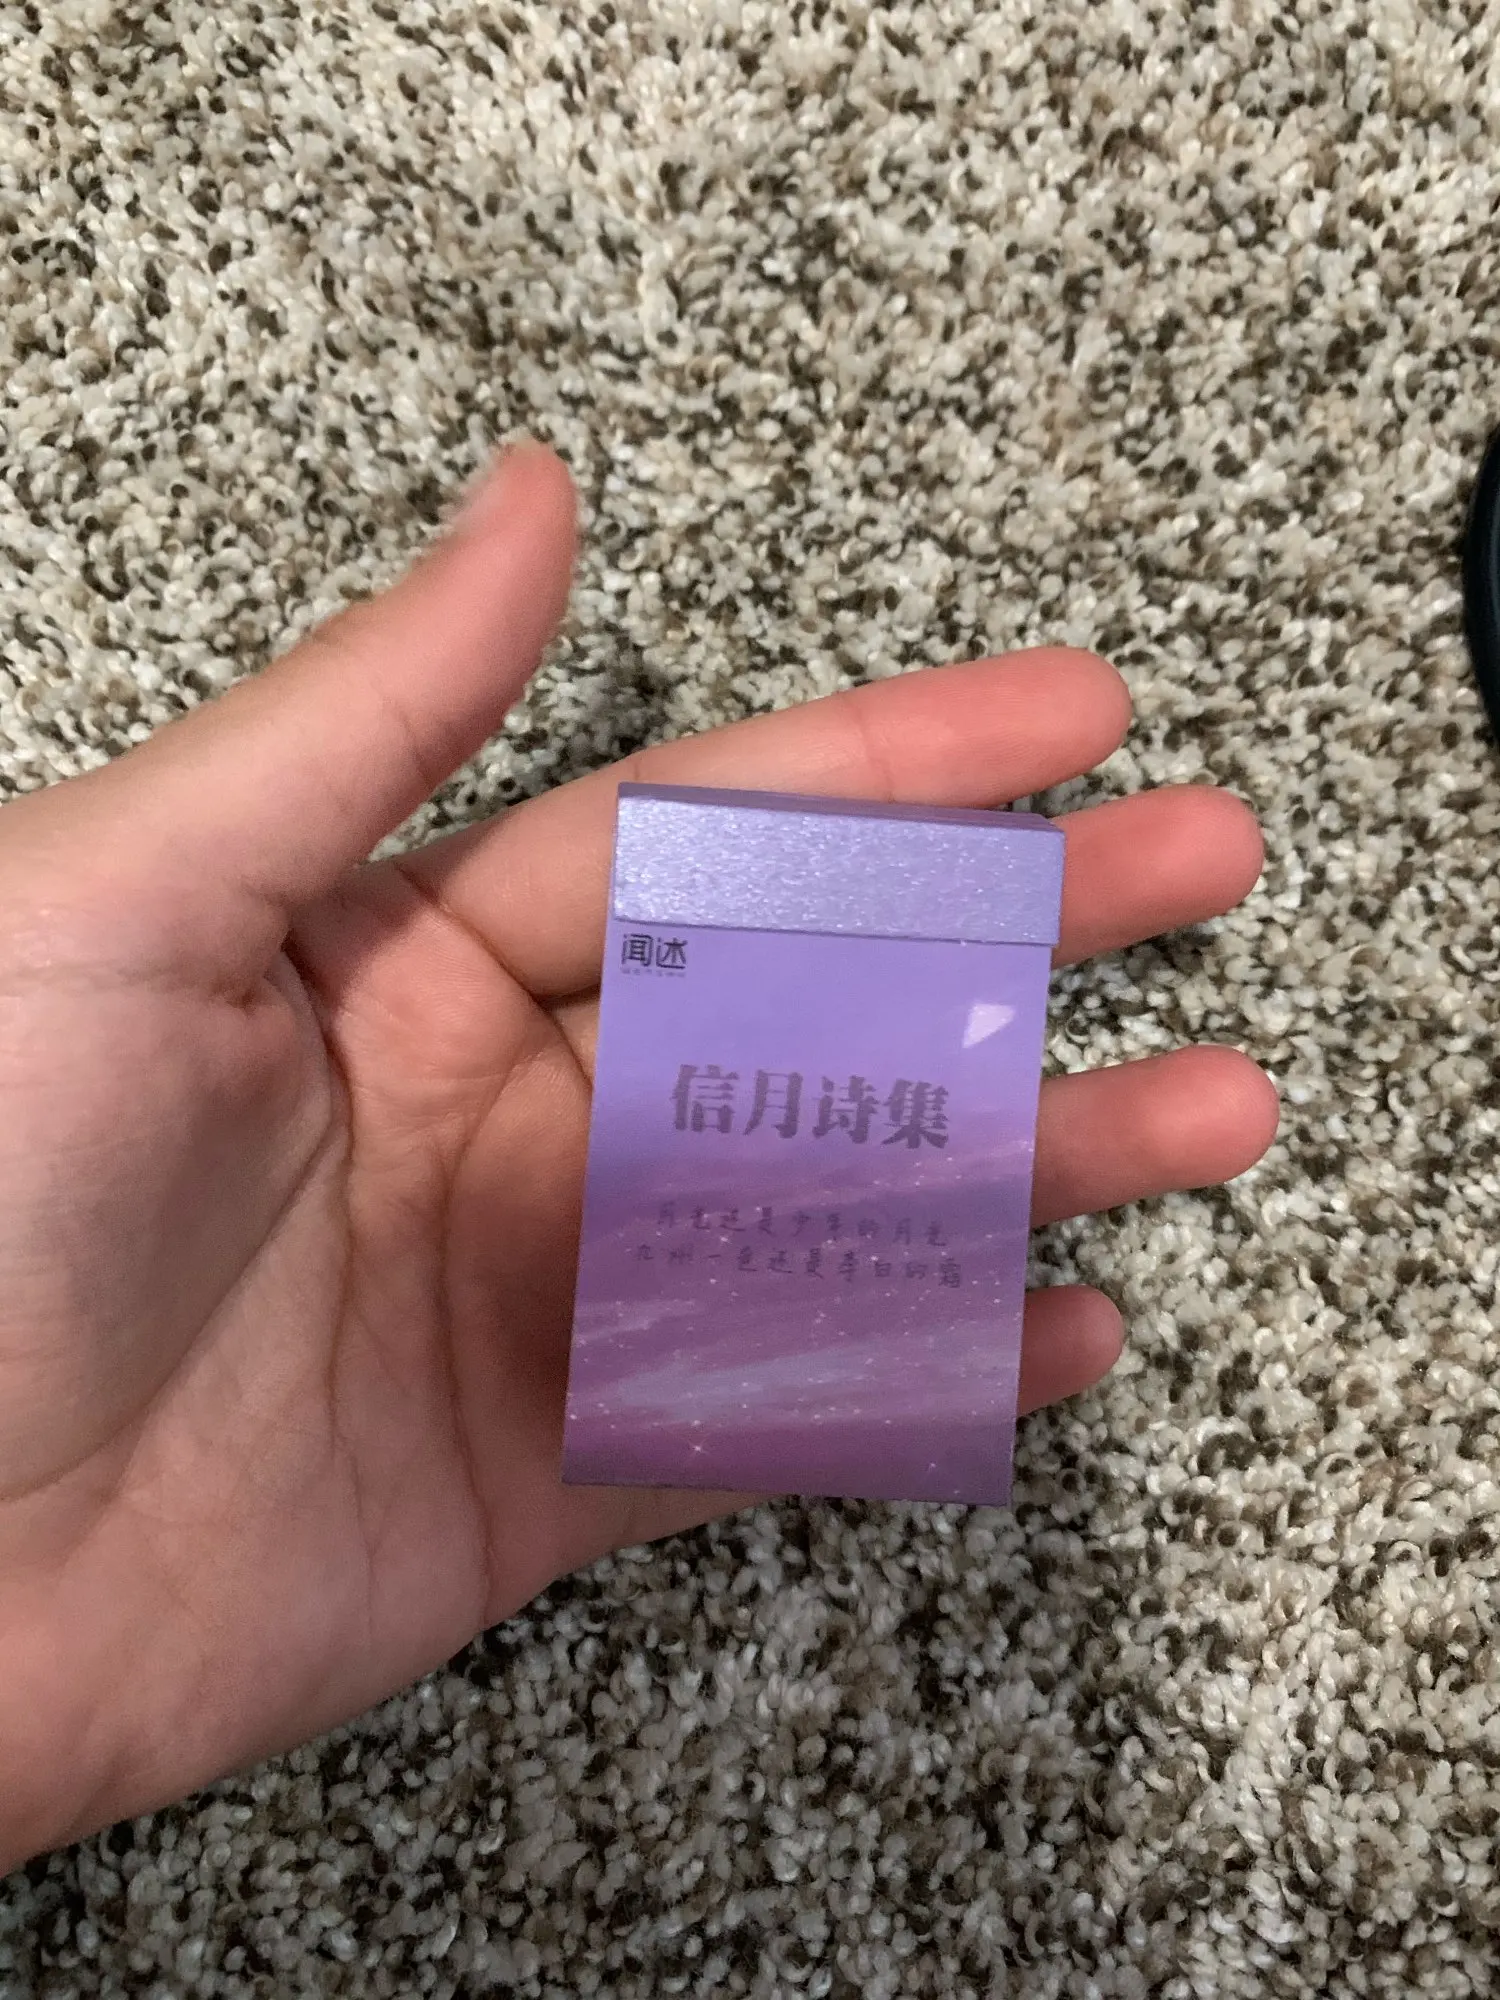 闻述
信月诗集
月光还是少年的月光
九州一色还是李白的霜